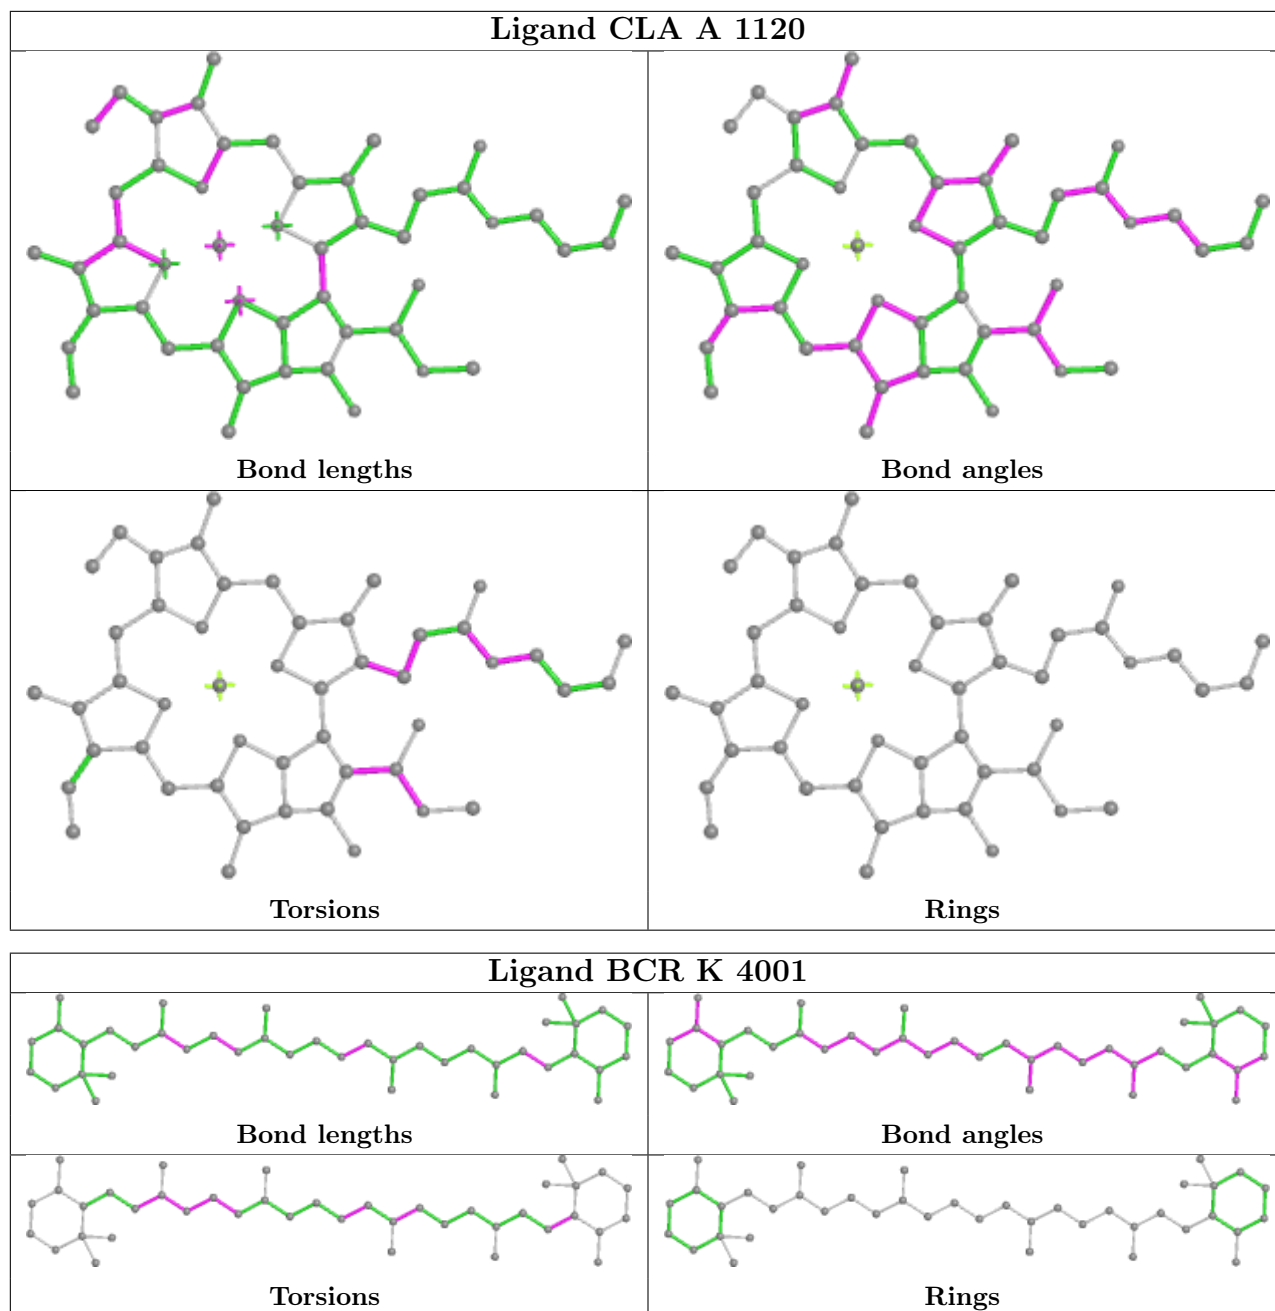 Ligand CLA A 1120
Bond lengths
Bond angles
Torsions
Rings
Ligand BCR K 4001
Bond lengths
Bond angles
Torsions
Rings